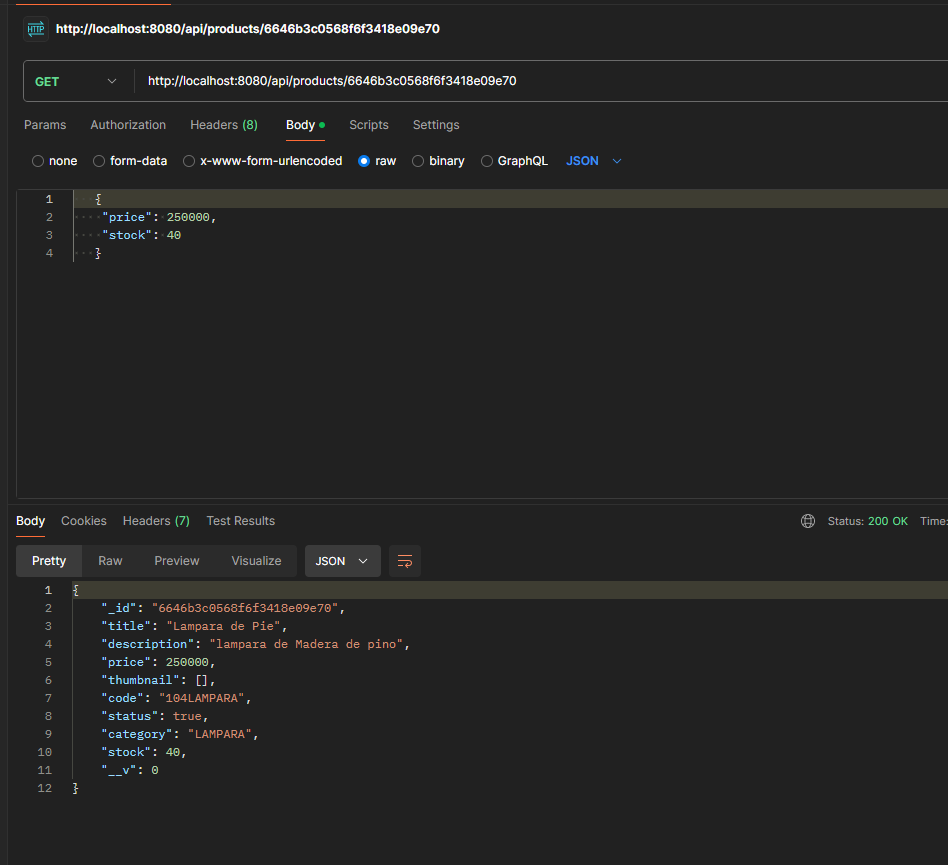 HTTP http://localhost:8080/api/products/6646b3c0568f6f3418e09e70
GET http://localhost:8080/api/products/6646b3c0568f6f3418e09e70
Params Authorization Headers (8) Body Scripts Settings
none form-data x-www-form-urlencoded raw binary GraphQL JSON
1 {
2 "price": 250000,
3 "stock": 40
4 }
Body Cookies Headers (7) Test Results Status: 200 OK Time:
Pretty Raw Preview Visualize JSON
1 {
2 "_id": "6646b3c0568f6f3418e09e70",
3 "title": "Lampara de Pie",
4 "description": "lampara de Madera de pino",
5 "price": 250000,
6 "thumbnail": [],
7 "code": "104LAMPARA",
8 "status": true,
9 "category": "LAMPARA",
10 "stock": 40,
11 "__v": 0
12 }